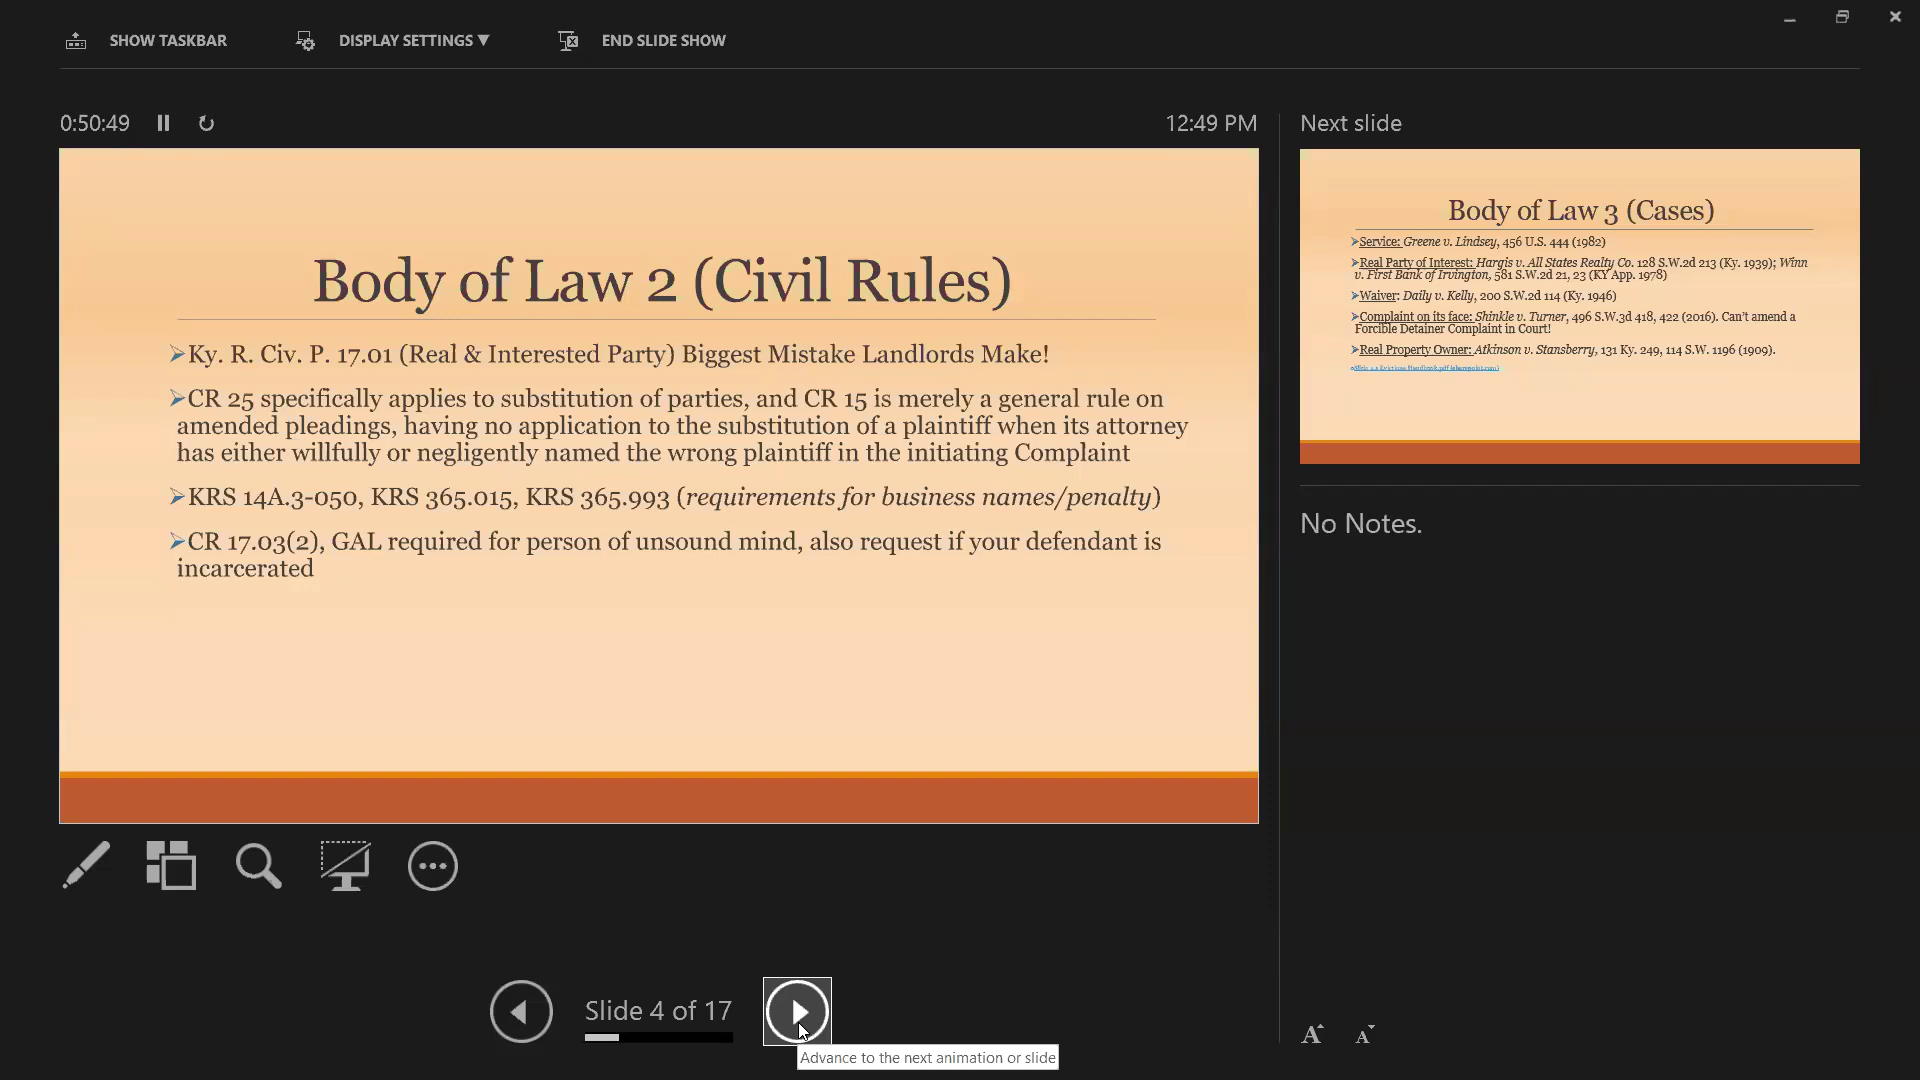 SHOW TASKBAR
DISPLAY SETTINGS ▼
END SLIDE SHOW
0:50:49
12:49 PM
Body of Law 2 (Civil Rules)
➢Ky. R. Civ. P. 17.01 (Real & Interested Party) Biggest Mistake Landlords Make!
➢CR 25 specifically applies to substitution of parties, and CR 15 is merely a general rule on
amended pleadings, having no application to the substitution of a plaintiff when its attorney
has either willfully or negligently named the wrong plaintiff in the initiating Complaint
➢KRS 14A.3-050, KRS 365.015, KRS 365.993 (requirements for business names/penalty)
➢CR 17.03(2), GAL required for person of unsound mind, also request if your defendant is
incarcerated
Slide 4 of 17
Advance to the next animation or slide
Next slide
Body of Law 3 (Cases)
➢Service: Greene v. Lindsey, 456 U.S. 444 (1982)
➢Real Party of Interest: Hargis v. All States Realty Co. 128 S.W.2d 213 (Ky. 1939); Winn
v. First Bank of Irvington, 581 S.W.2d 21, 23 (KY App. 1978)
➢Waiver: Daily v. Kelly, 200 S.W.2d 114 (Ky. 1946)
➢Complaint on its face: Shinkle v. Turner, 496 S.W.3d 418, 422 (2016). Can't amend a
Forcible Detainer Complaint in Court!
➢Real Property Owner: Atkinson v. Stansberry, 131 Ky. 249, 114 S.W. 1196 (1909).
No Notes.
A A